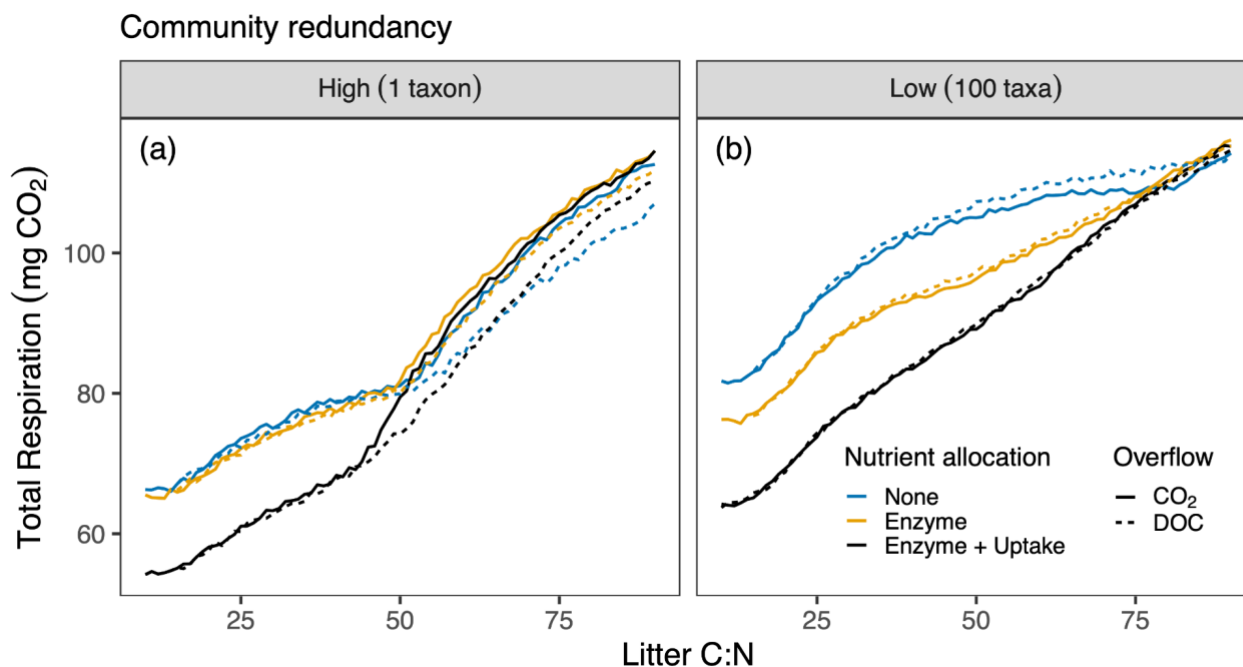 Community redundancy
High (1 taxon)
Low (100 taxa)
(a)
(b)
Total Respiration (mg CO₂)
100
80
60
Nutrient allocation
None
Enzyme
Enzyme + Uptake
Overflow
CO₂
DOC
25
50
75
25
50
75
Litter C:N